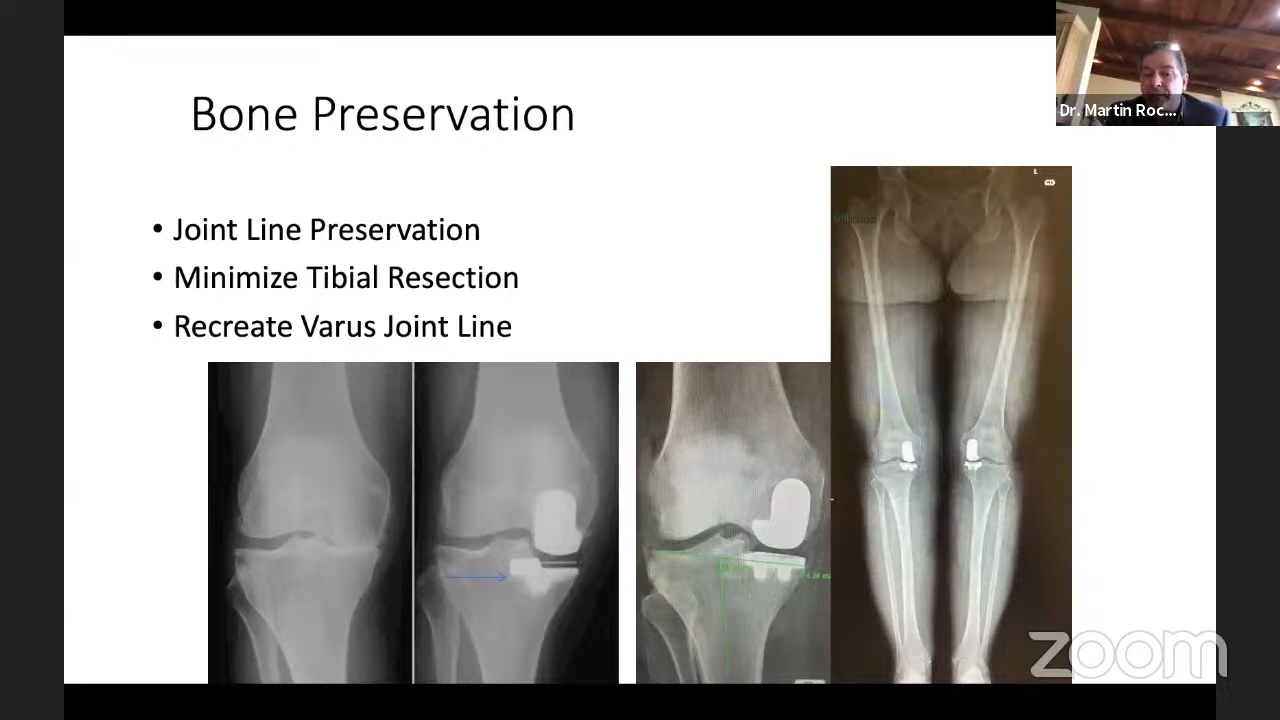 Bone Preservation
Dr. Martin Roc...
• Joint Line Preservation
• Minimize Tibial Resection
• Recreate Varus Joint Line
L
zoom